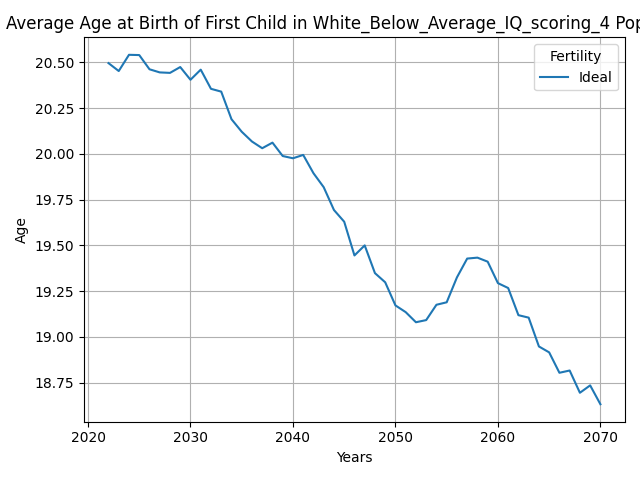 Average Age at Birth of First Child in White_Below_Average_IQ_scoring_4 Pop
Fertility
Ideal
20.50
20.25
20.00
19.75
19.50
19.25
19.00
18.75
Age
2020 2030 2040 2050 2060 2070
Years